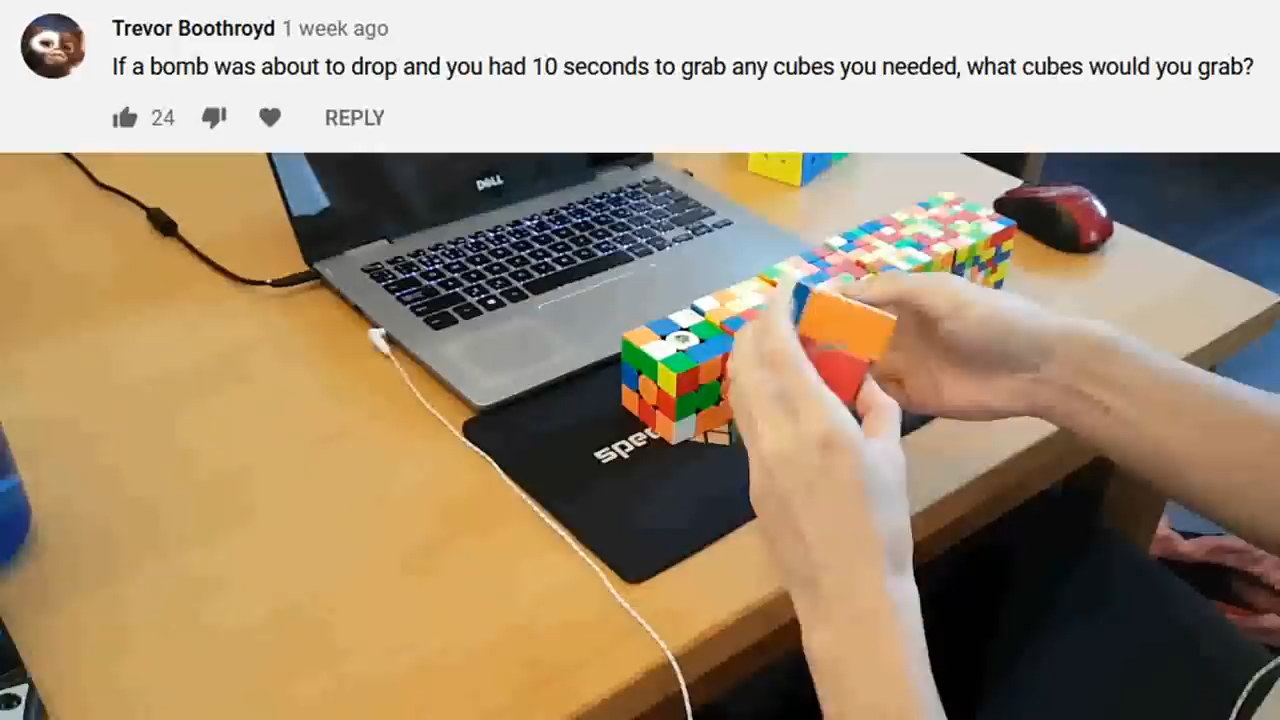 Trevor Boothroyd 1 week ago
If a bomb was about to drop and you had 10 seconds to grab any cubes you needed, what cubes would you grab?
24 REPLY
DELL